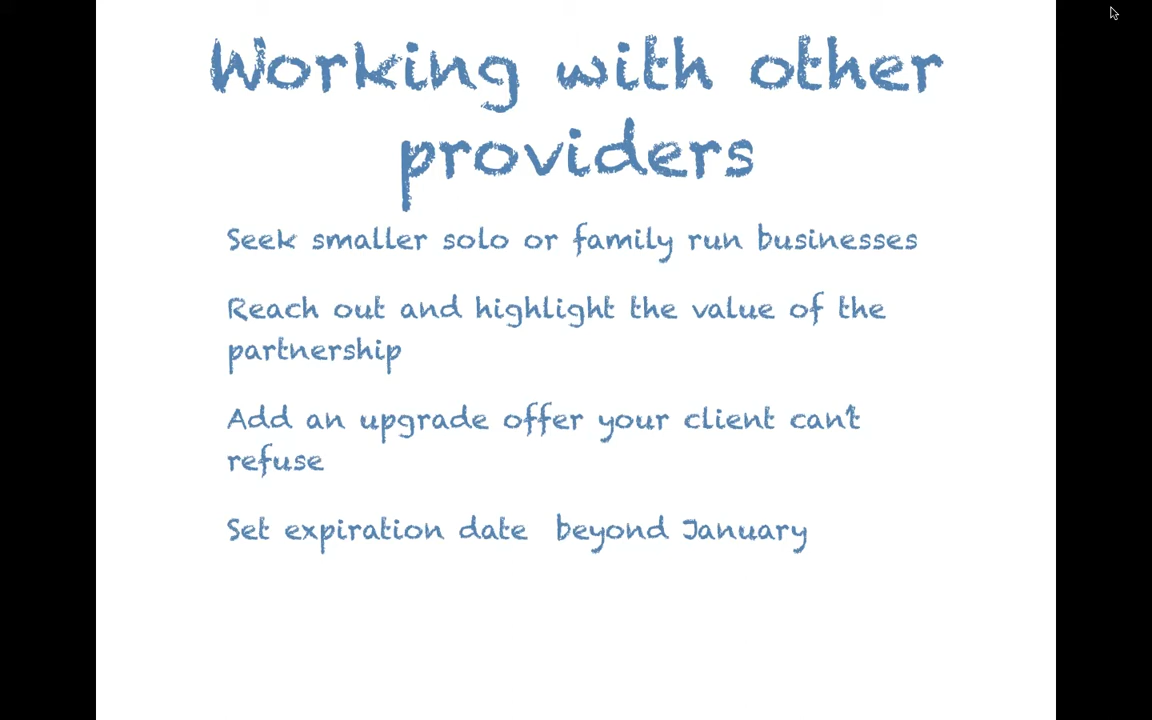 Working with other
providers
Seek smaller solo or family run businesses
Reach out and highlight the value of the
partnership
Add an upgrade offer your client can't
refuse
Set expiration date  beyond January